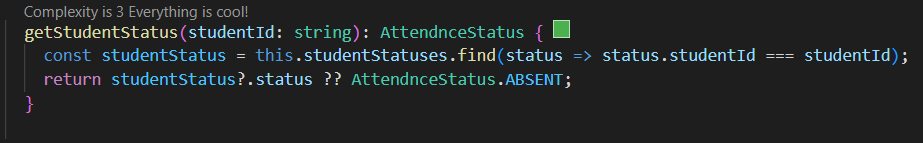 Complexity is 3 Everything is cool!
getStudentStatus(studentId: string): AttendnceStatus {
const studentStatus = this.studentStatuses.find(status => status.studentId === studentId);
return studentStatus?.status ?? AttendnceStatus.ABSENT;
}